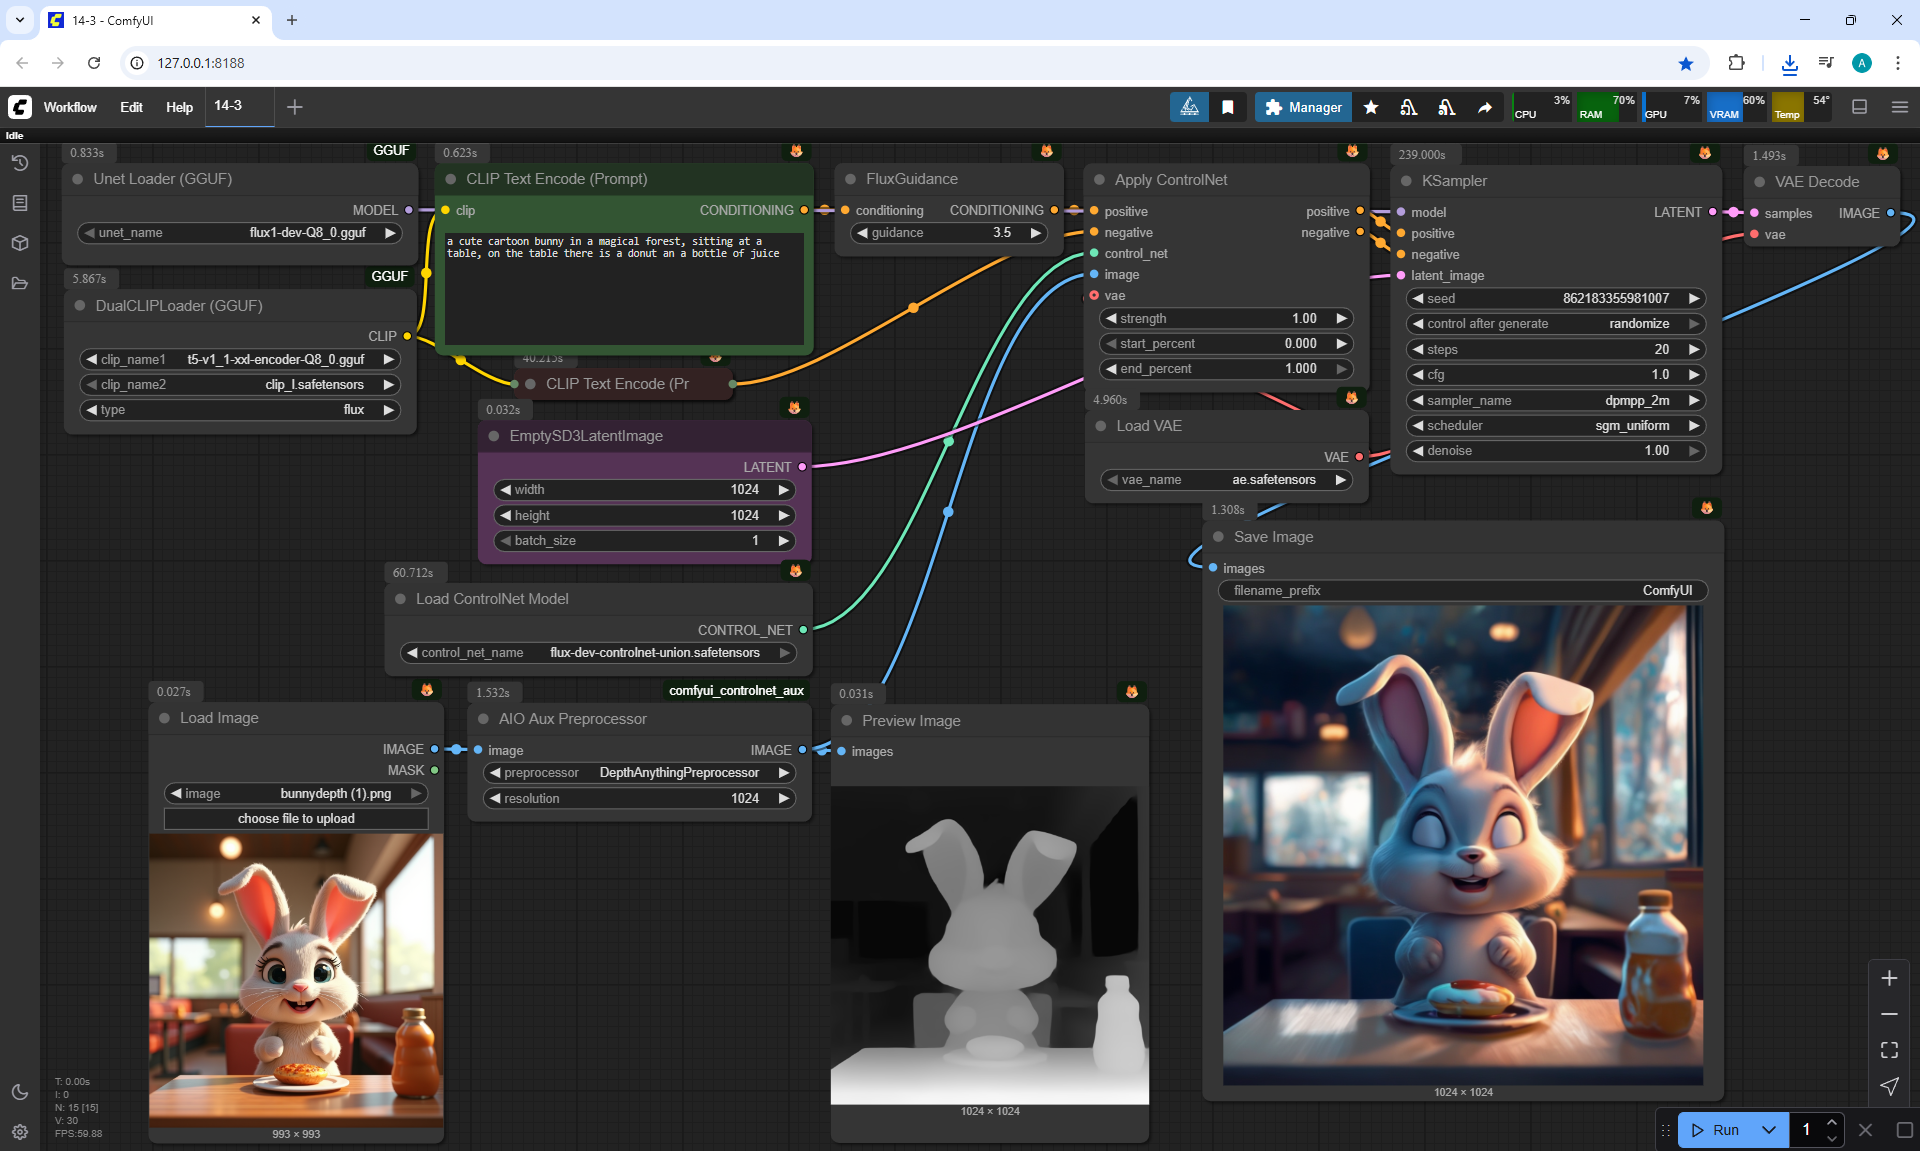 14-3 - ComfyUI
127.0.0.1:8188
A
Workflow Edit Help 14-3
Manager
CPU 3%
RAM 70%
GPU 7%
VRAM 60%
Temp 54°
Idle
0.833s GGUF
Unet Loader (GGUF)
MODEL
unet_name flux1-dev-Q8_0.gguf
5.867s GGUF
DualCLIPLoader (GGUF)
CLIP
clip_name1 t5-v1_1-xxl-encoder-Q8_0.gguf
clip_name2 clip_l.safetensors
type flux
0.623s
CLIP Text Encode (Prompt)
clip CONDITIONING
a cute cartoon bunny in a magical forest, sitting at a
table, on the table there is a donut an a bottle of juice
40.215s
CLIP Text Encode (Pr
FluxGuidance
conditioning CONDITIONING
guidance 3.5
Apply ControlNet
positive positive
negative negative
control_net
image
vae
strength 1.00
start_percent 0.000
end_percent 1.000
239.000s
KSampler
model LATENT
positive
negative
latent_image
seed 862183355981007
control after generate randomize
steps 20
cfg 1.0
sampler_name dpmpp_2m
scheduler sgm_uniform
denoise 1.00
1.493s
VAE Decode
samples IMAGE
vae
0.032s
EmptySD3LatentImage
LATENT
width 1024
height 1024
batch_size 1
4.960s
Load VAE
VAE
vae_name ae.safetensors
60.712s
Load ControlNet Model
CONTROL_NET
control_net_name flux-dev-controlnet-union.safetensors
1.308s
Save Image
images
filename_prefix ComfyUI
1024 × 1024
0.027s
Load Image
IMAGE
MASK
image bunnydepth (1).png
choose file to upload
993 × 993
1.532s comfyui_controlnet_aux
AIO Aux Preprocessor
image IMAGE
preprocessor DepthAnythingPreprocessor
resolution 1024
0.031s
Preview Image
images
1024 × 1024
T: 0.00s
I: 0
N: 15 [15]
V: 30
FPS:59.88
Run 1